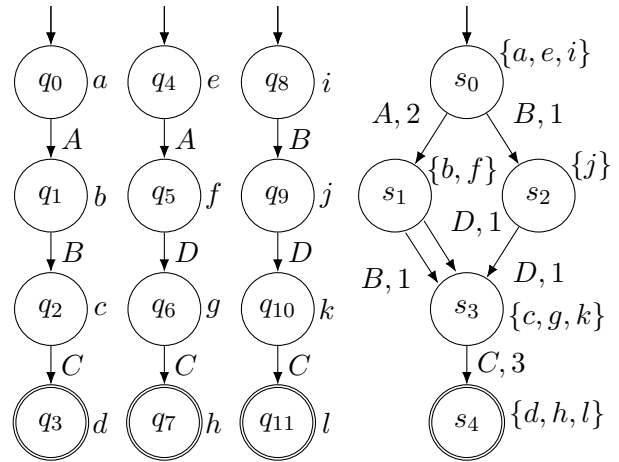 q0 a q4 e q8 i s0 {a, e, i}
A A B A, 2 B, 1
q1 b q5 f q9 j s1 {b, f} s2 {j}
B D D B, 1 D, 1 D, 1
q2 c q6 g q10 k s3 {c, g, k}
C C C C, 3
q3 d q7 h q11 l s4 {d, h, l}